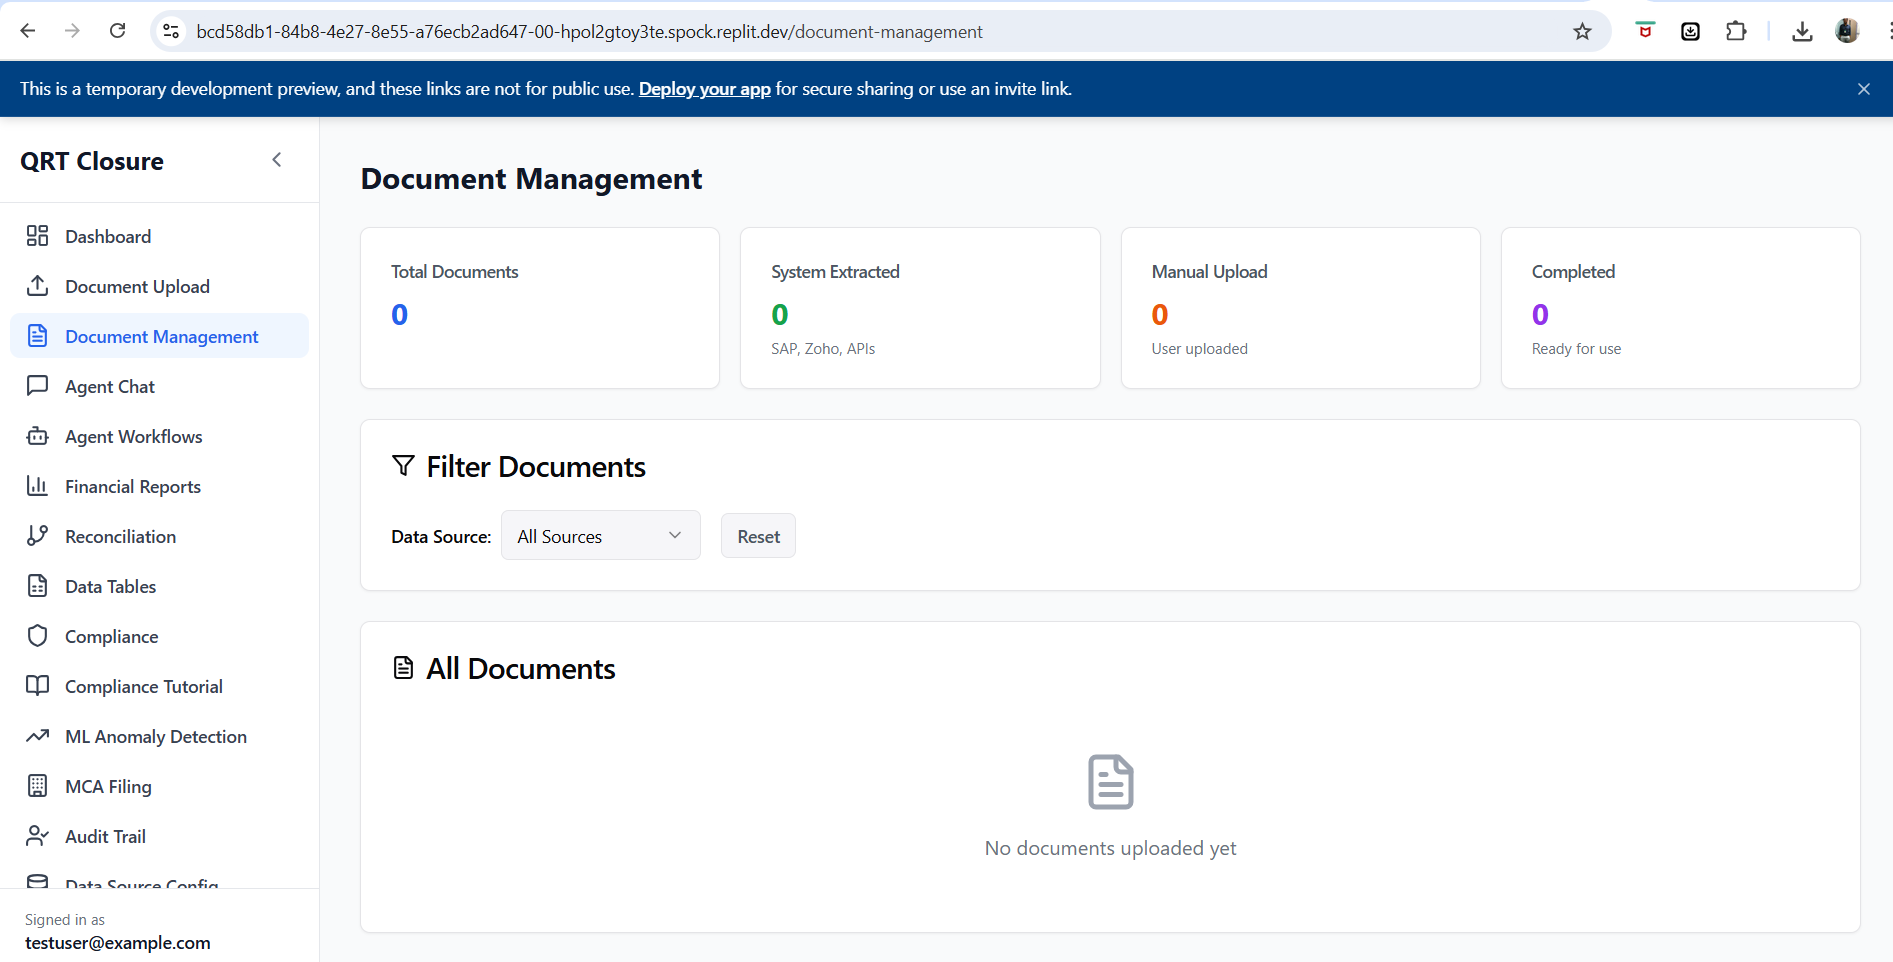 bcd58db1-84b8-4e27-8e55-a76ecb2ad647-00-hpol2gtoy3te.spock.replit.dev/document-management
This is a temporary development preview, and these links are not for public use. Deploy your app for secure sharing or use an invite link.
QRT Closure
Dashboard
Document Upload
Document Management
Agent Chat
Agent Workflows
Financial Reports
Reconciliation
Data Tables
Compliance
Compliance Tutorial
ML Anomaly Detection
MCA Filing
Audit Trail
Data Source Config
Signed in as
testuser@example.com
Document Management
Total Documents
0
System Extracted
0
SAP, Zoho, APIs
Manual Upload
0
User uploaded
Completed
0
Ready for use
Filter Documents
Data Source: All Sources Reset
All Documents
No documents uploaded yet